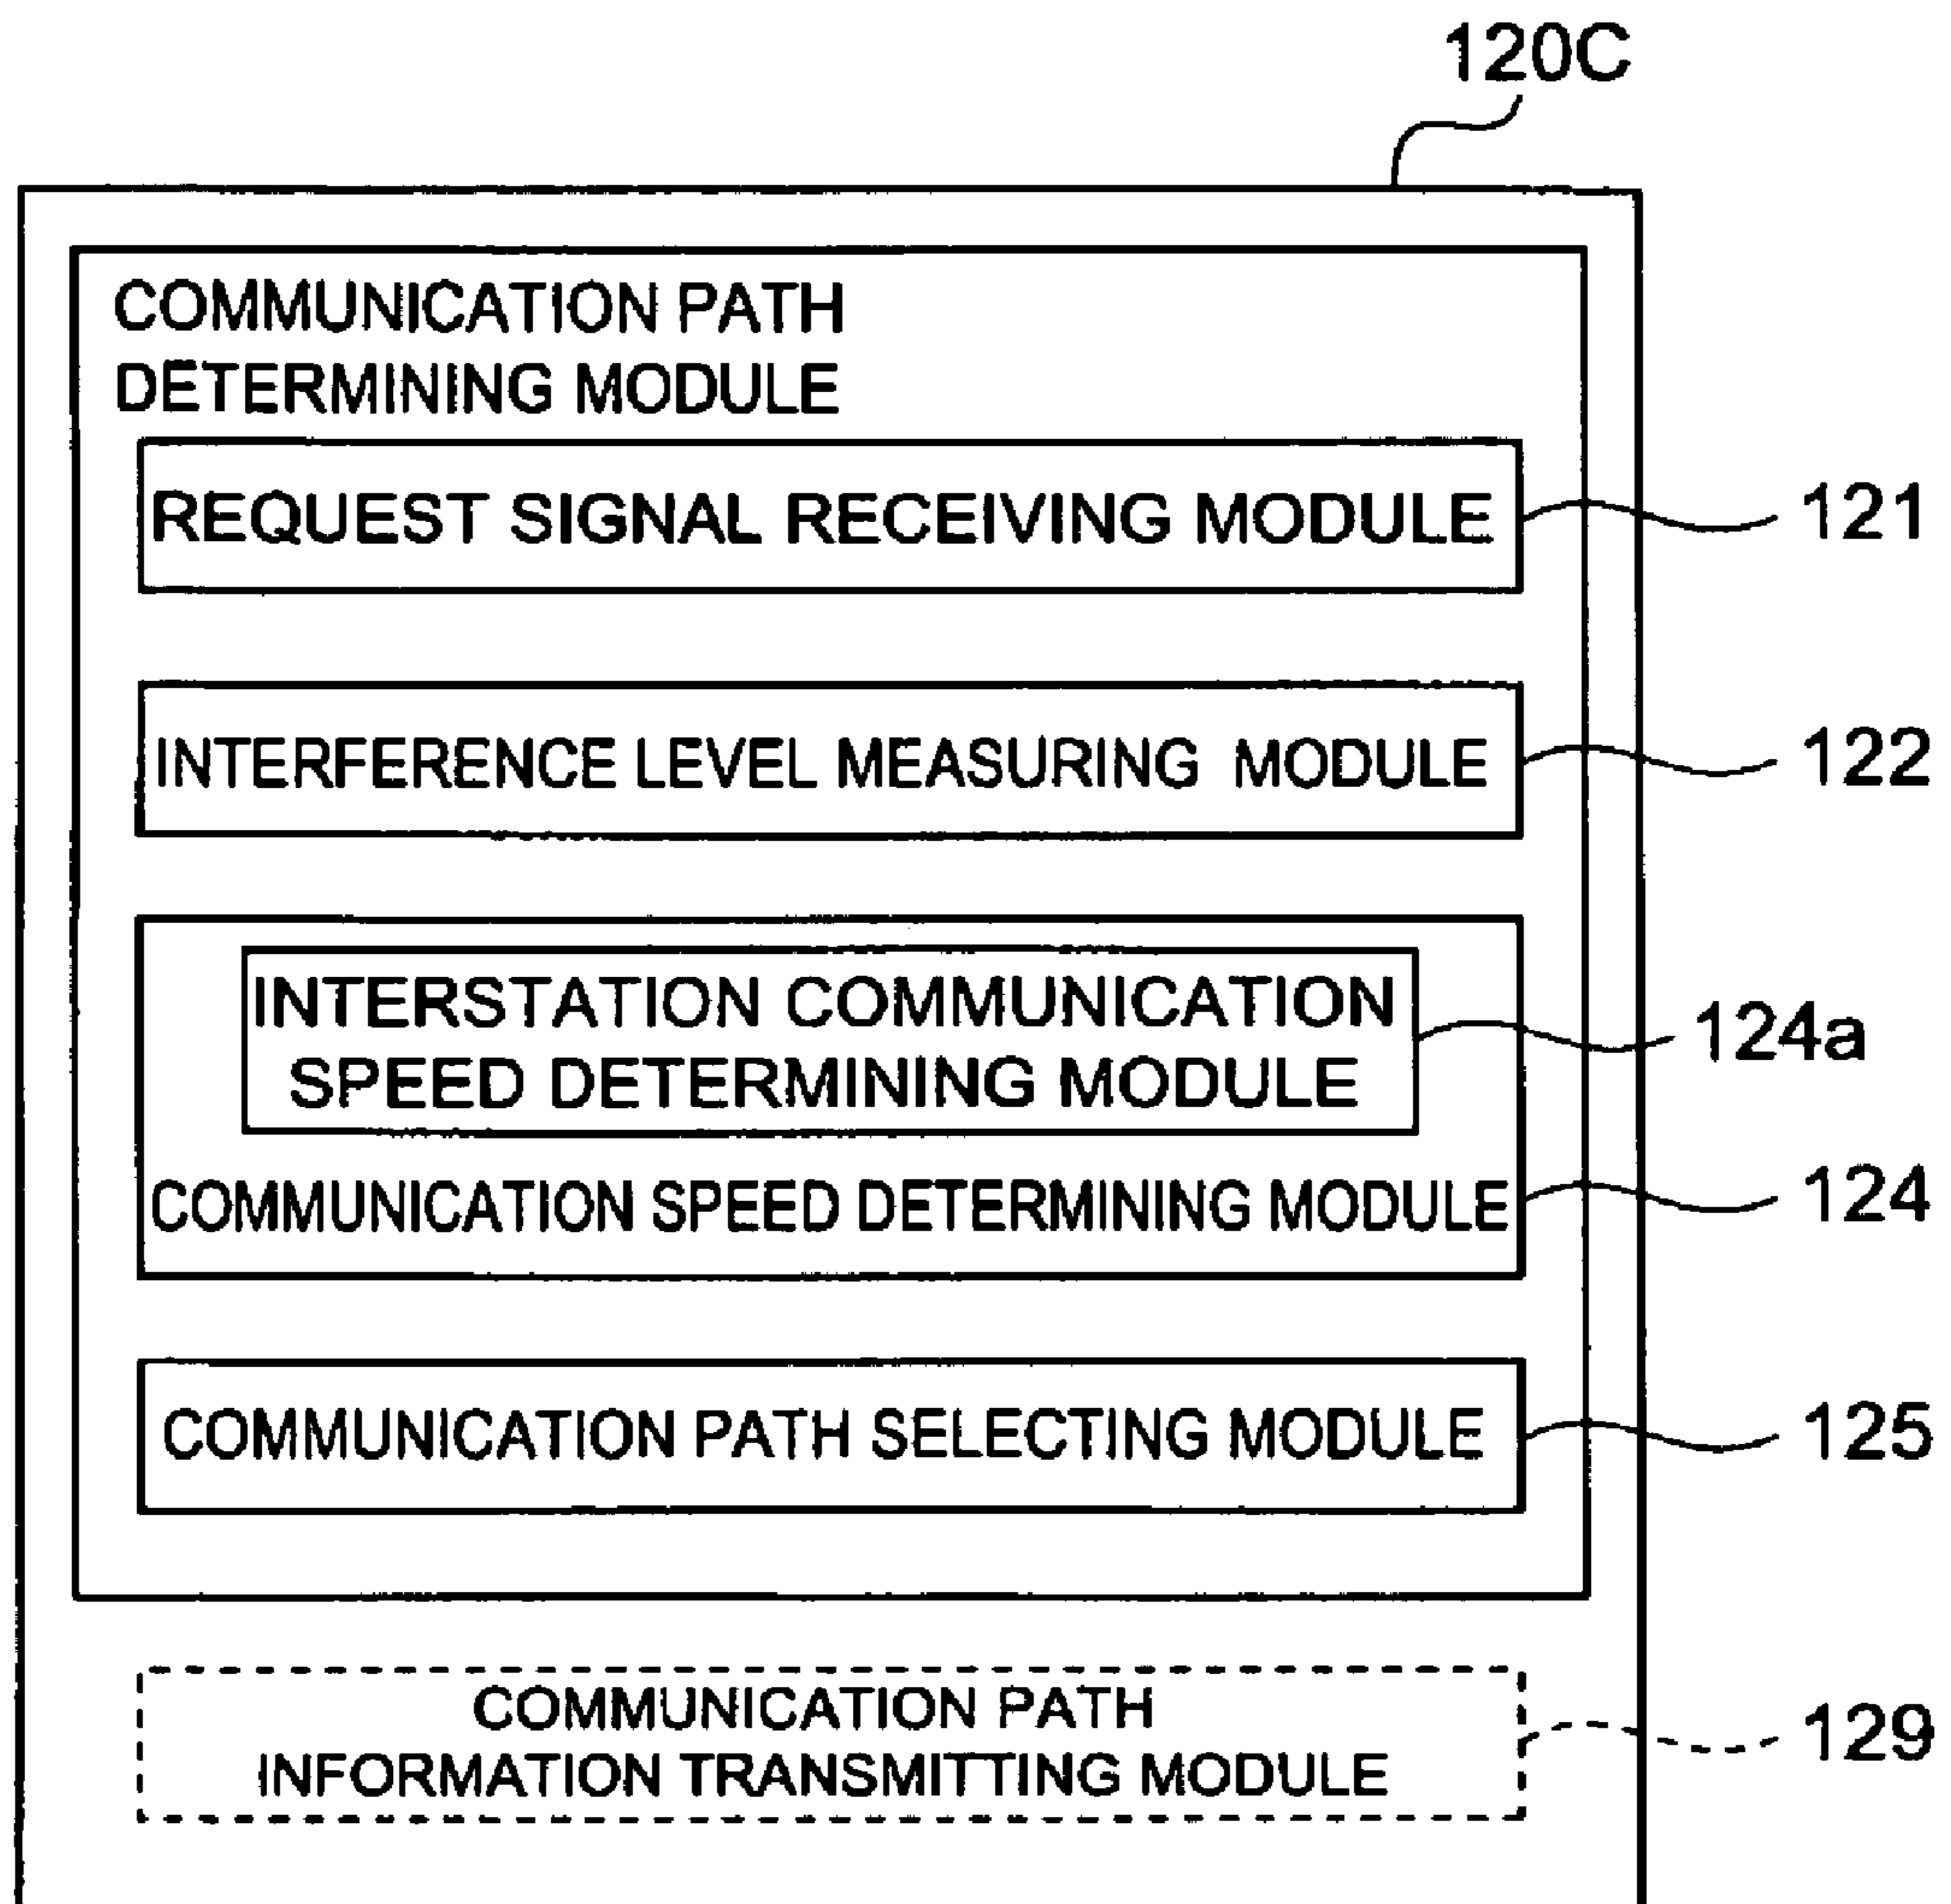 120C
COMMUNICATION PATH
DETERMINING MODULE
REQUEST SIGNAL RECEIVING MODULE
121
INTERFERENCE LEVEL MEASURING MODULE
122
INTERSTATION COMMUNICATION
SPEED DETERMINING MODULE
124a
COMMUNICATION SPEED DETERMINING MODULE
124
COMMUNICATION PATH SELECTING MODULE
125
COMMUNICATION PATH
INFORMATION TRANSMITTING MODULE
129